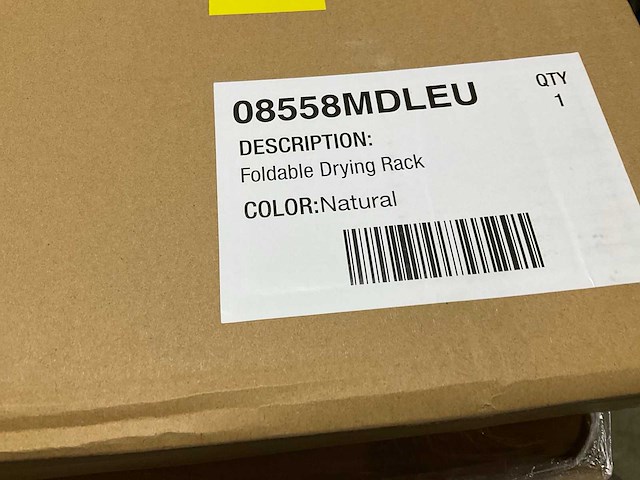 08558MDLEU
QTY
1
DESCRIPTION:
Foldable Drying Rack
COLOR:Natural